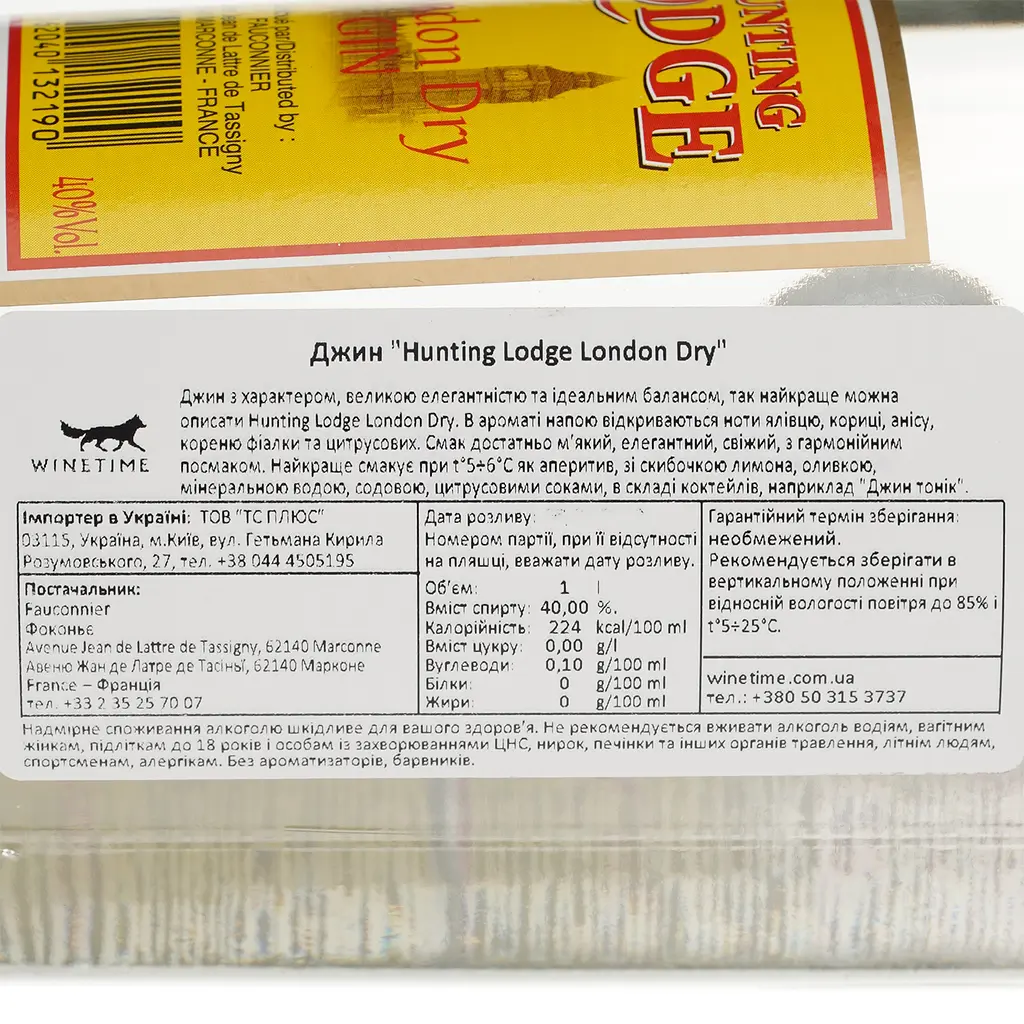 UNTING
ODGE
ndon Dry
GIN
ué par/Distributed by :
FAUCONNIER
ean de Lattre de Tassigny
MARCONNE - FRANCE
2040 132190
40%Vol.
Джин "Hunting Lodge London Dry"
Джин з характером, великою елегантністю та ідеальним балансом, так найкраще можна
описати Hunting Lodge London Dry. В ароматі напою відкриваються ноти ялівцю, кориці, анісу,
кореню фіалки та цитрусових. Смак достатньо м'який, елегантний, свіжий, з гармонійним
посмаком. Найкраще смакує при t°5÷6°C як аперитив, зі скибочкою лимона, оливкою,
мінеральною водою, содовою, цитрусовими соками, в складі коктейлів, наприклад "Джин тонік".
WINETIME
Імпортер в Україні: ТОВ "ТС ПЛЮС"
03115, Україна, м.Київ, вул. Гетьмана Кирила
Розумовського, 27, тел. +38 044 4505195
Постачальник:
Fauconnier
Фоконьє
Avenue Jean de Lattre de Tassigny, 62140 Marconne
Авеню Жан де Латре де Тасіньї, 62140 Марконе
France – Франція
тел. +33 2 35 25 70 07
Дата розливу:
Номером партії, при її відсутності
на пляшці, вважати дату розливу.
Об'єм: 1 l
Вміст спирту: 40,00 %.
Калорійність: 224 kcal/100 ml
Вміст цукру: 0,00 g/l
Вуглеводи: 0,10 g/100 ml
Білки: 0 g/100 ml
Жири: 0 g/100 ml
Гарантійний термін зберігання:
необмежений.
Рекомендується зберігати в
вертикальному положенні при
відносній вологості повітря до 85% і
t°5÷25°C.
winetime.com.ua
тел.: +380 50 315 3737
Надмірне споживання алкоголю шкідливе для вашого здоров'я. Не рекомендується вживати алкоголь водіям, вагітним
жінкам, підліткам до 18 років і особам із захворюваннями ЦНС, нирок, печінки та інших органів травлення, літнім людям,
спортсменам, алергікам. Без ароматизаторів, барвників.